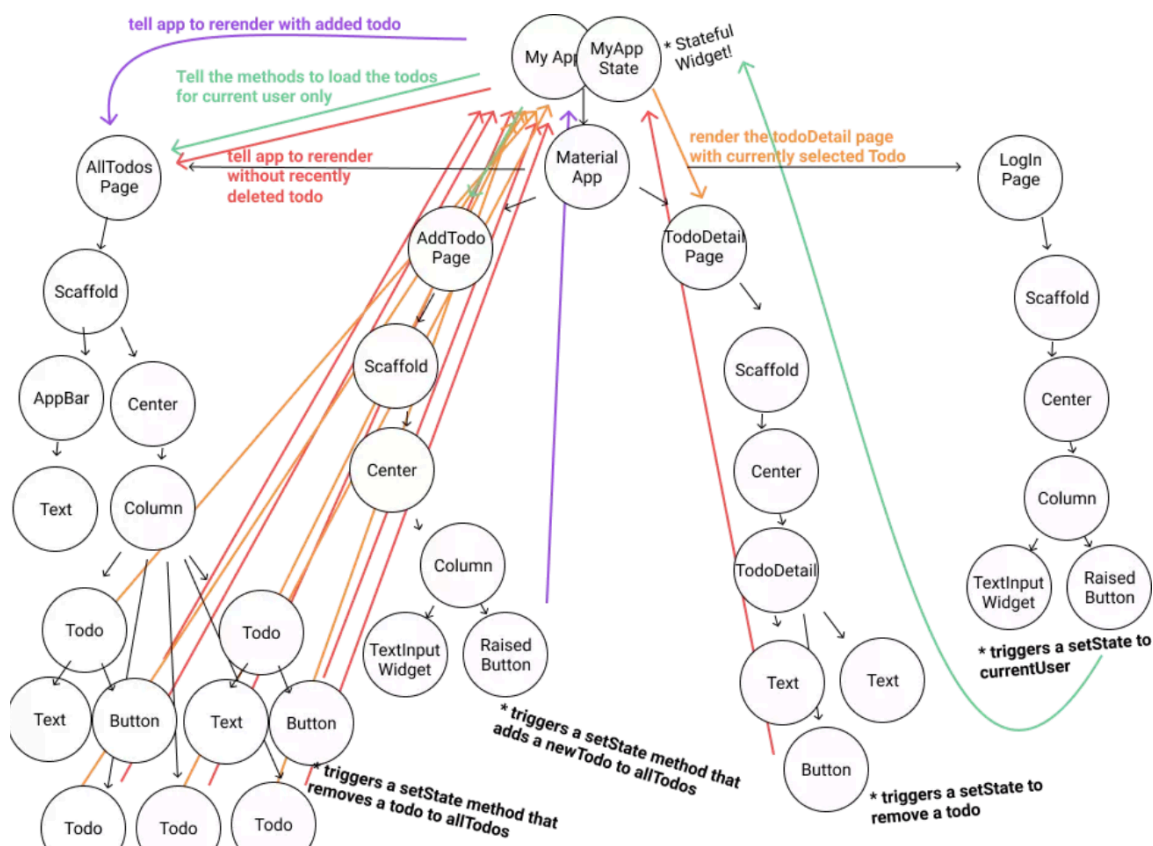 tell app to rerender with added todo
My App
MyApp
State
* Stateful
Widget!
Tell the methods to load the todos
for current user only
AllTodos
Page
tell app to rerender
without recently
deleted todo
Material
App
render the todoDetail page
with currently selected Todo
LogIn
Page
AddTodo
Page
TodoDetail
Page
Scaffold
Scaffold
Scaffold
Scaffold
AppBar
Center
Center
Center
Center
Text
Column
Column
Column
TodoDetail
TextInput
Widget
Raised
Button
Todo
Todo
TextInput
Widget
Raised
Button
* triggers a setState to
currentUser
Text
Text
Text
Button
Text
Button
* triggers a setState method that
adds a newTodo to allTodos
Button
* triggers a setState method that
removes a todo to allTodos
* triggers a setState to
remove a todo
Todo
Todo
Todo